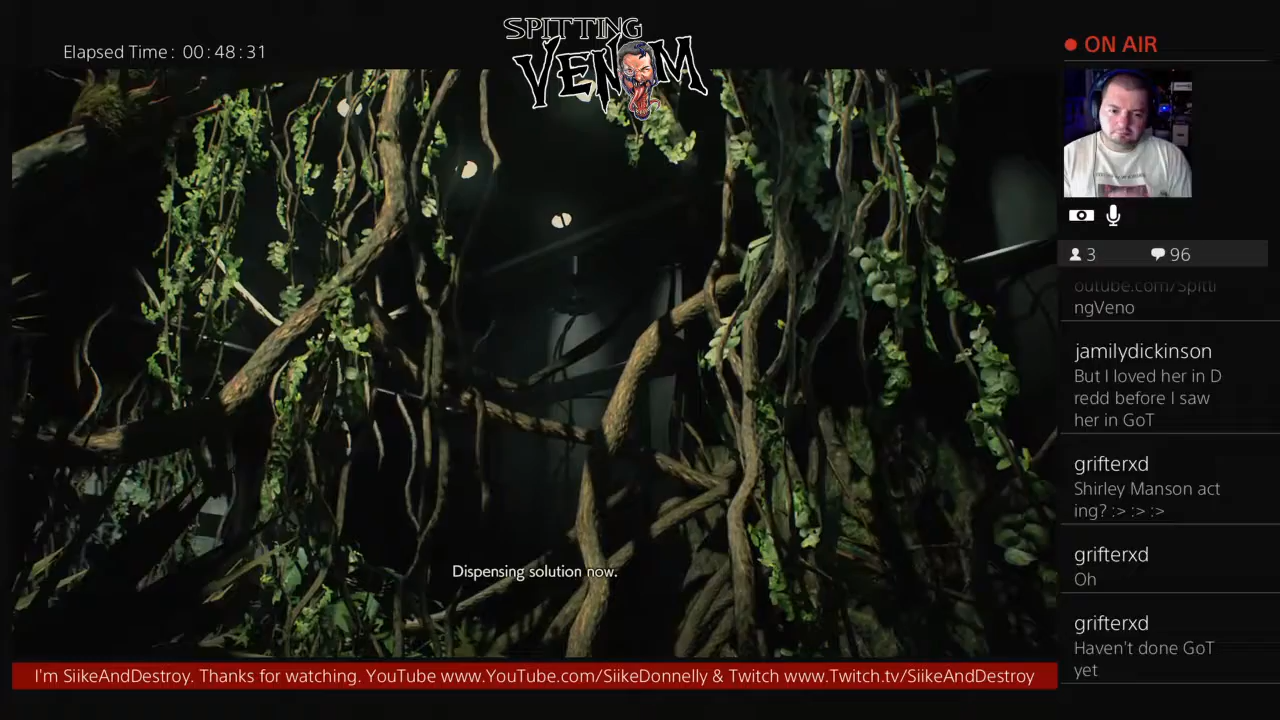 Elapsed Time: 00:48:31
SPITTING
VENOM
ON AIR
3 96
outube.com/Spitti
ngVeno
jamilydickinson
But I loved her in D
redd before I saw
her in GoT
grifterxd
Shirley Manson act
ing? :> :> :>
grifterxd
Oh
grifterxd
Haven't done GoT
yet
Dispensing solution now.
I'm SiikeAndDestroy. Thanks for watching. YouTube www.YouTube.com/SiikeDonnelly & Twitch www.Twitch.tv/SiikeAndDestroy